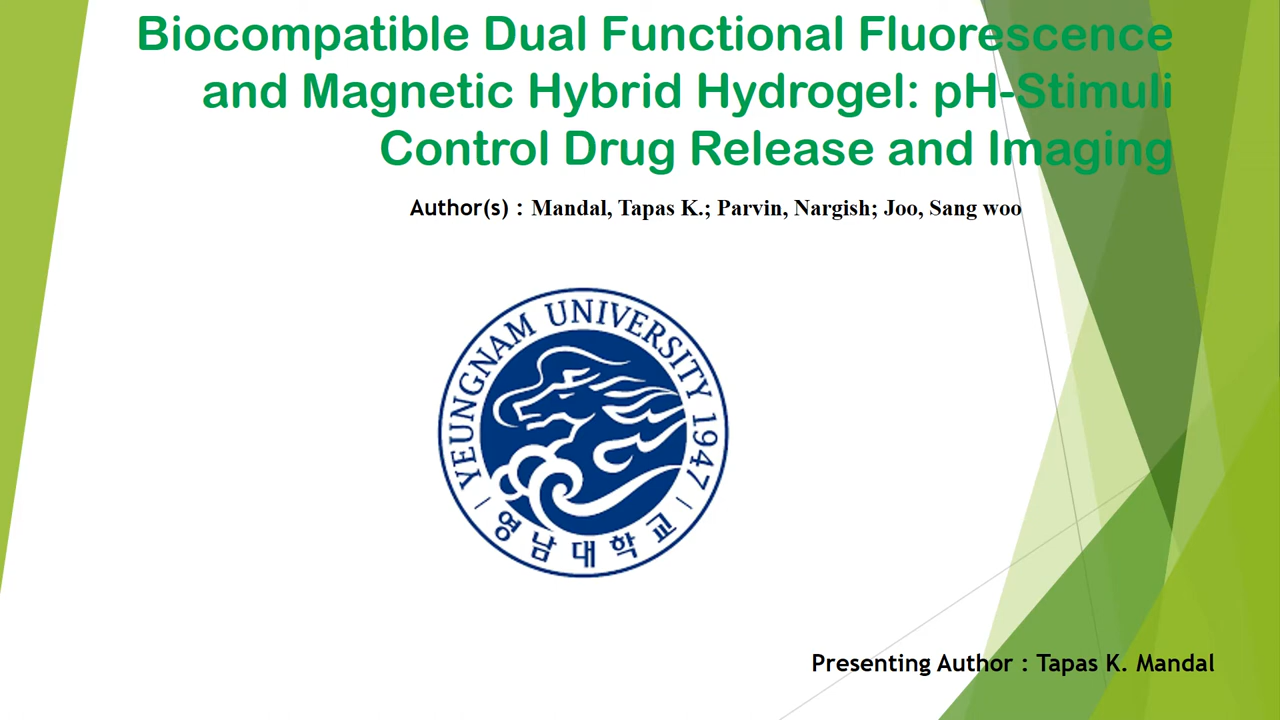 Biocompatible Dual Functional Fluorescence
and Magnetic Hybrid Hydrogel: pH-Stimuli
Control Drug Release and Imaging
Author(s) : Mandal, Tapas K.; Parvin, Nargish; Joo, Sang woo
YEUNGNAM UNIVERSITY 1947
영남대학교
Presenting Author : Tapas K. Mandal